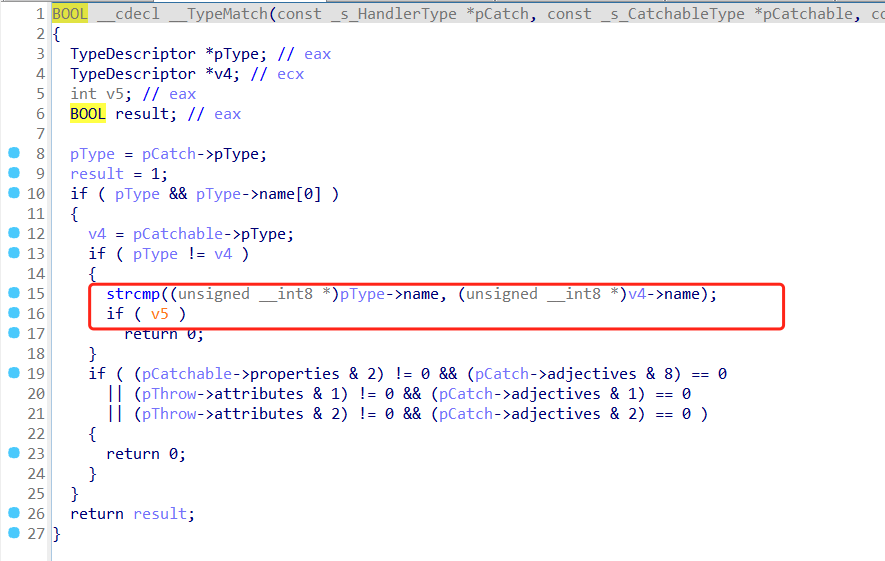 1 BOOL __cdecl __TypeMatch(const _s_HandlerType *pCatch, const _s_CatchableType *pCatchable, co
2 {
3 TypeDescriptor *pType; // eax
4 TypeDescriptor *v4; // ecx
5 int v5; // eax
6 BOOL result; // eax
7
8 pType = pCatch->pType;
9 result = 1;
10 if ( pType && pType->name[0] )
11 {
12 v4 = pCatchable->pType;
13 if ( pType != v4 )
14 {
15 strcmp((unsigned __int8 *)pType->name, (unsigned __int8 *)v4->name);
16 if ( v5 )
17 return 0;
18 }
19 if ( (pCatchable->properties & 2) != 0 && (pCatch->adjectives & 8) == 0
20 || (pThrow->attributes & 1) != 0 && (pCatch->adjectives & 1) == 0
21 || (pThrow->attributes & 2) != 0 && (pCatch->adjectives & 2) == 0 )
22 {
23 return 0;
24 }
25 }
26 return result;
27 }